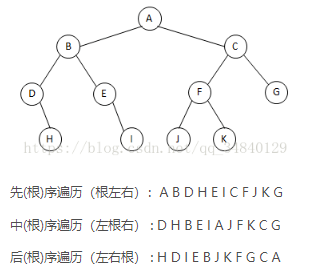 A
B C
D E F G
H I J K
https://blog.csdn.net/qq_34840129
先(根)序遍历（根左右）: A B D H E I C F J K G
中(根)序遍历（左根右）: D H B E I A J F K C G
后(根)序遍历（左右根）: H D I E B J K F G C A